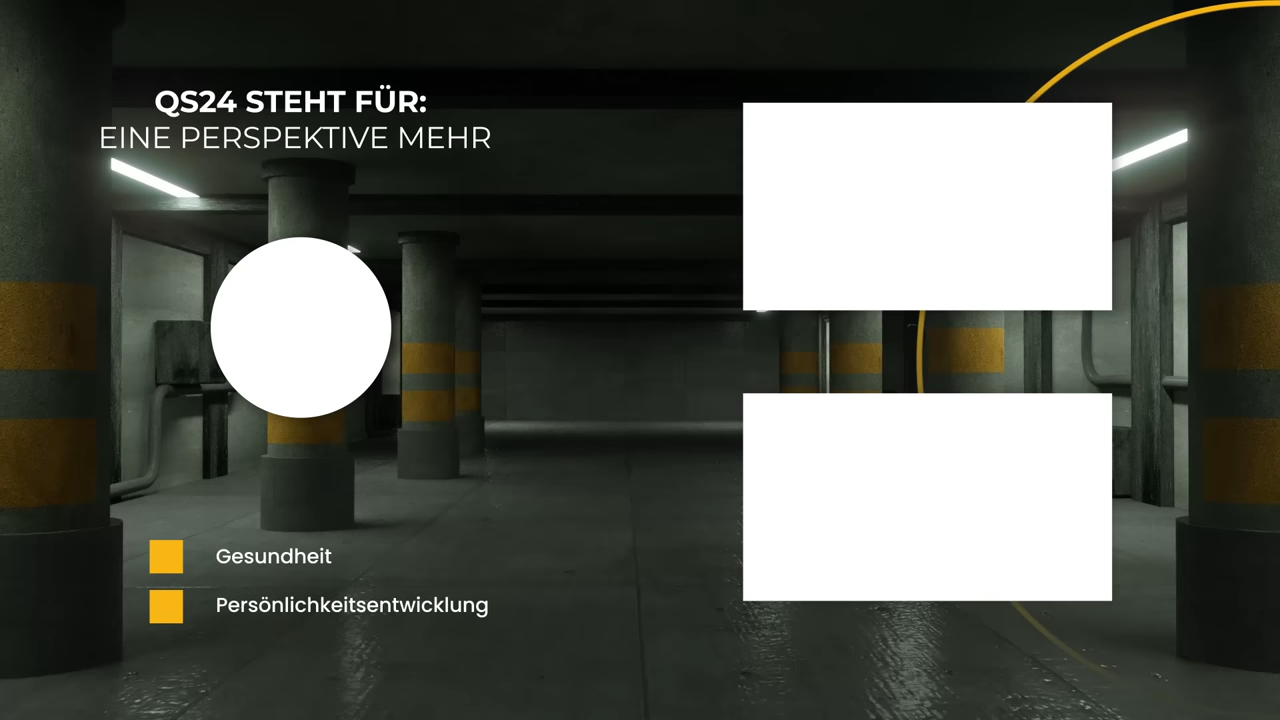 QS24 STEHT FÜR:
EINE PERSPEKTIVE MEHR
Gesundheit
Persönlichkeitsentwicklung